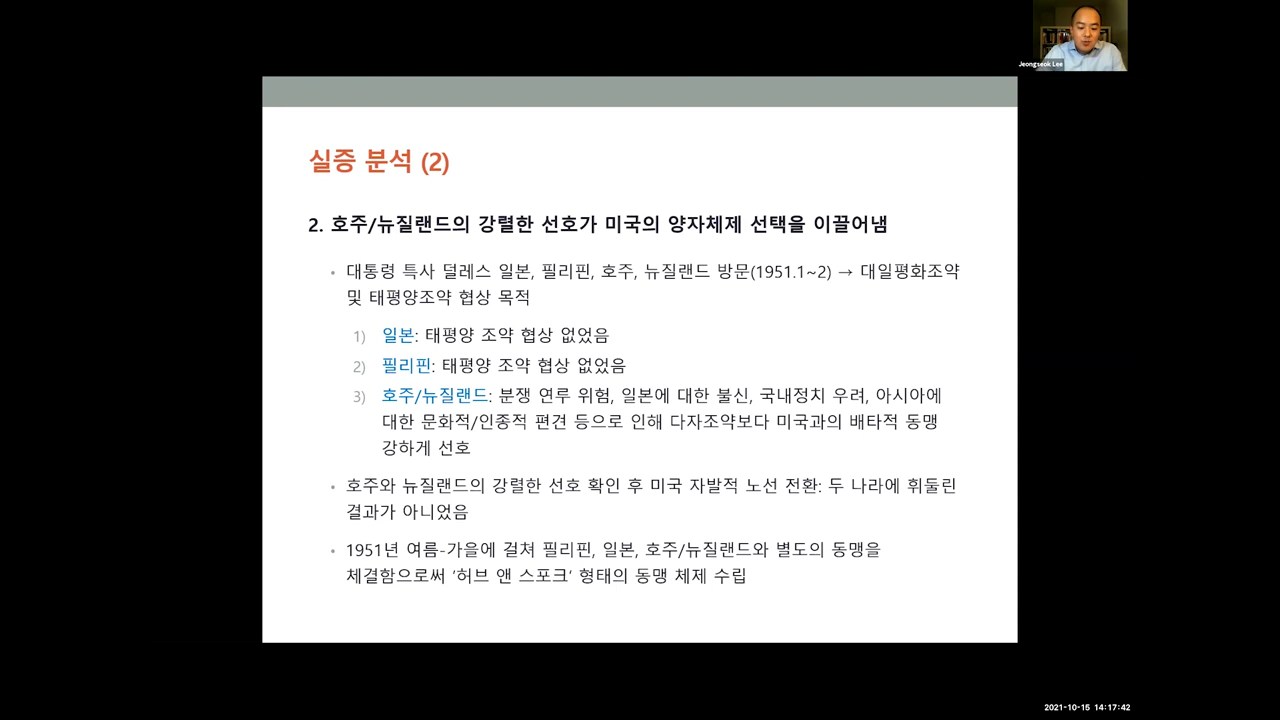 Jeongseok Lee
실증 분석 (2)
2. 호주/뉴질랜드의 강렬한 선호가 미국의 양자체제 선택을 이끌어냄
• 대통령 특사 덜레스 일본, 필리핀, 호주, 뉴질랜드 방문(1951.1~2) → 대일평화조약
및 태평양조약 협상 목적
1) 일본: 태평양 조약 협상 없었음
2) 필리핀: 태평양 조약 협상 없었음
3) 호주/뉴질랜드: 분쟁 연루 위험, 일본에 대한 불신, 국내정치 우려, 아시아에
대한 문화적/인종적 편견 등으로 인해 다자조약보다 미국과의 배타적 동맹
강하게 선호
• 호주와 뉴질랜드의 강렬한 선호 확인 후 미국 자발적 노선 전환: 두 나라에 휘둘린
결과가 아니었음
• 1951년 여름-가을에 걸쳐 필리핀, 일본, 호주/뉴질랜드와 별도의 동맹을
체결함으로써 ‘허브 앤 스포크‘ 형태의 동맹 체제 수립
2021-10-15 14:17:42